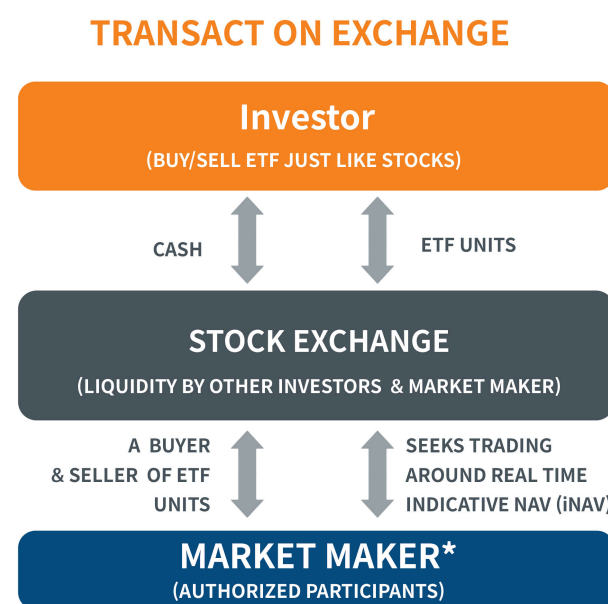 TRANSACT ON EXCHANGE
Investor
(BUY/SELL ETF JUST LIKE STOCKS)
CASH
ETF UNITS
STOCK EXCHANGE
(LIQUIDITY BY OTHER INVESTORS & MARKET MAKER)
A BUYER
& SELLER OF ETF
UNITS
SEEKS TRADING
AROUND REAL TIME
INDICATIVE NAV (iNAV)
MARKET MAKER*
(AUTHORIZED PARTICIPANTS)